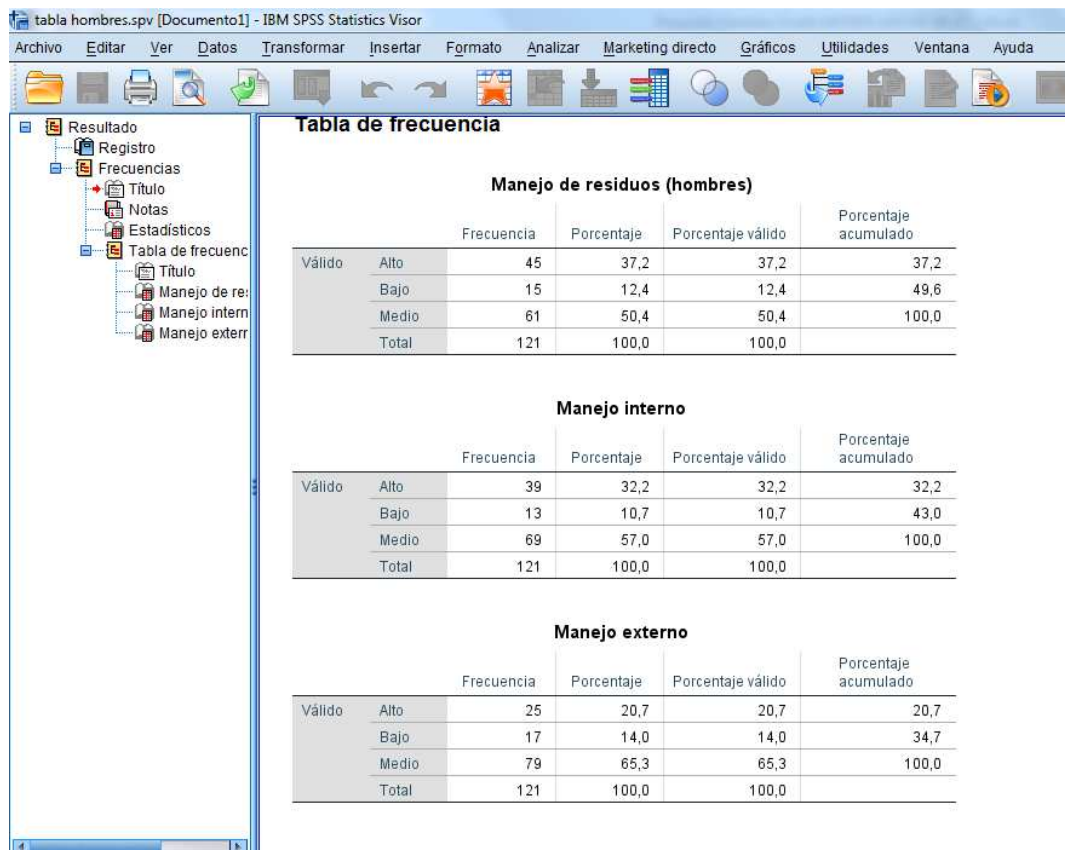 tabla hombres.spv [Documento1] - IBM SPSS Statistics Visor
Archivo Editar Ver Datos Transformar Insertar Formato Analizar Marketing directo Gráficos Utilidades Ventana Ayuda
Resultado
Registro
Frecuencias
Título
Notas
Estadísticos
Tabla de frecuenc
Título
Manejo de re
Manejo intern
Manejo exterr
Tabla de frecuencia
Manejo de residuos (hombres)
Frecuencia Porcentaje Porcentaje válido Porcentaje acumulado
Válido Alto 45 37,2 37,2 37,2
Bajo 15 12,4 12,4 49,6
Medio 61 50,4 50,4 100,0
Total 121 100,0 100,0
Manejo interno
Frecuencia Porcentaje Porcentaje válido Porcentaje acumulado
Válido Alto 39 32,2 32,2 32,2
Bajo 13 10,7 10,7 43,0
Medio 69 57,0 57,0 100,0
Total 121 100,0 100,0
Manejo externo
Frecuencia Porcentaje Porcentaje válido Porcentaje acumulado
Válido Alto 25 20,7 20,7 20,7
Bajo 17 14,0 14,0 34,7
Medio 79 65,3 65,3 100,0
Total 121 100,0 100,0